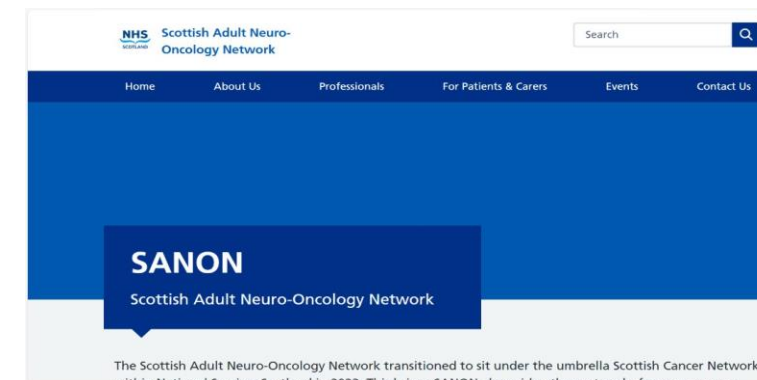 NHS
SCOTLAND
Scottish Adult Neuro-
Oncology Network
Search
Home About Us Professionals For Patients & Carers Events Contact Us
SANON
Scottish Adult Neuro-Oncology Network
The Scottish Adult Neuro-Oncology Network transitioned to sit under the umbrella Scottish Cancer Network